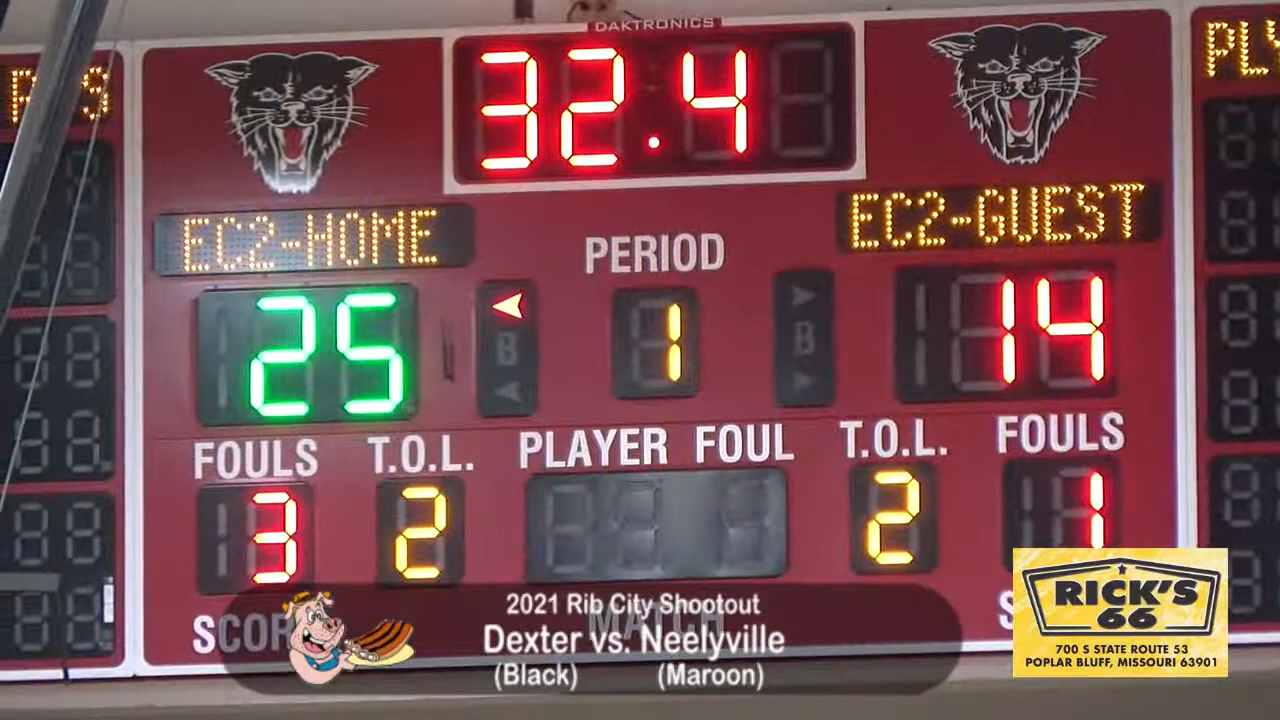 DAKTRONICS
32.4
EC2-HOME
EC2-GUEST
PERIOD
25
B
1
B
14
FOULS T.O.L. PLAYER FOUL T.O.L. FOULS
3 2 2 1
2021 Rib City Shootout
Dexter vs. Neelyville
(Black) (Maroon)
MATCH
RICK'S
66
700 S STATE ROUTE 53
POPLAR BLUFF, MISSOURI 63901